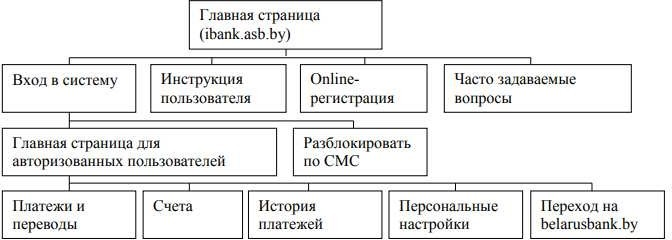 Главная страница
(ibank.asb.by)
Вход в систему
Инструкция
пользователя
Online-
регистрация
Часто задаваемые
вопросы
Главная страница для
авторизованных пользователей
Разблокировать
по СМС
Платежи и
переводы
Счета
История
платежей
Персональные
настройки
Переход на
belarusbank.by